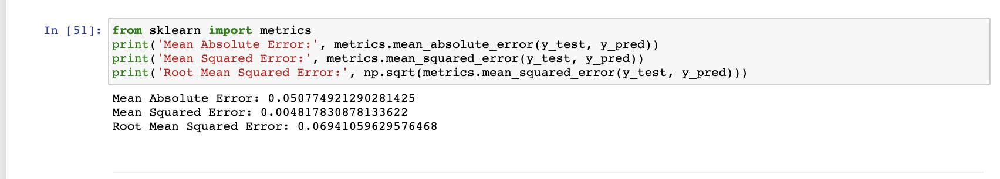 In [51]: from sklearn import metrics
print('Mean Absolute Error:', metrics.mean_absolute_error(y_test, y_pred))
print('Mean Squared Error:', metrics.mean_squared_error(y_test, y_pred))
print('Root Mean Squared Error:', np.sqrt(metrics.mean_squared_error(y_test, y_pred)))
Mean Absolute Error: 0.050774921290281425
Mean Squared Error: 0.004817830878133622
Root Mean Squared Error: 0.06941059629576468